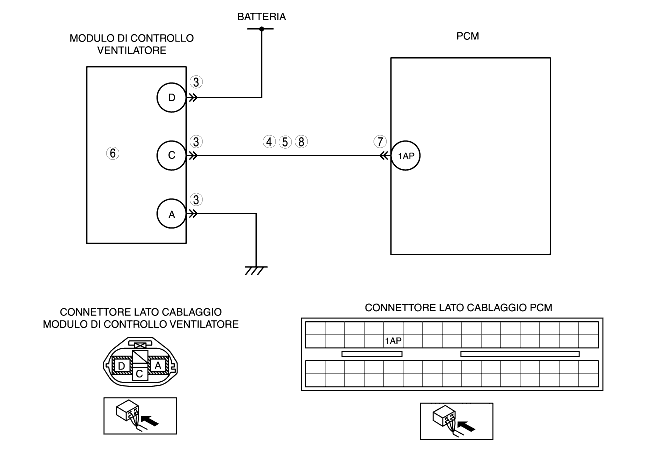 BATTERIA
MODULO DI CONTROLLO
VENTILATORE
PCM
D
3
C
3
4 5 8
7
1AP
6
A
3
CONNETTORE LATO CABLAGGIO
MODULO DI CONTROLLO VENTILATORE
D
C
A
CONNETTORE LATO CABLAGGIO PCM
1AP